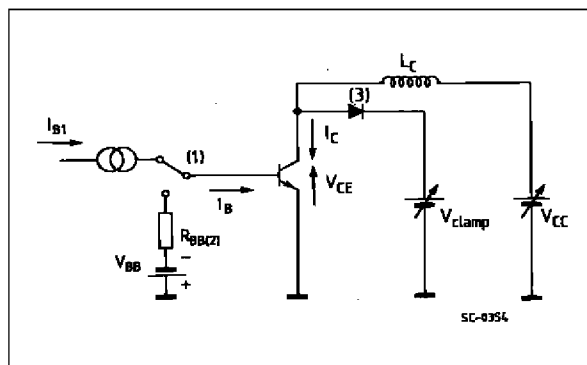 L_C
(3)
I_B1
(1)
I_C
V_CE
I_B
R_BB(2)
V_BB
−
+
V_clamp
V_CC
SC-0354